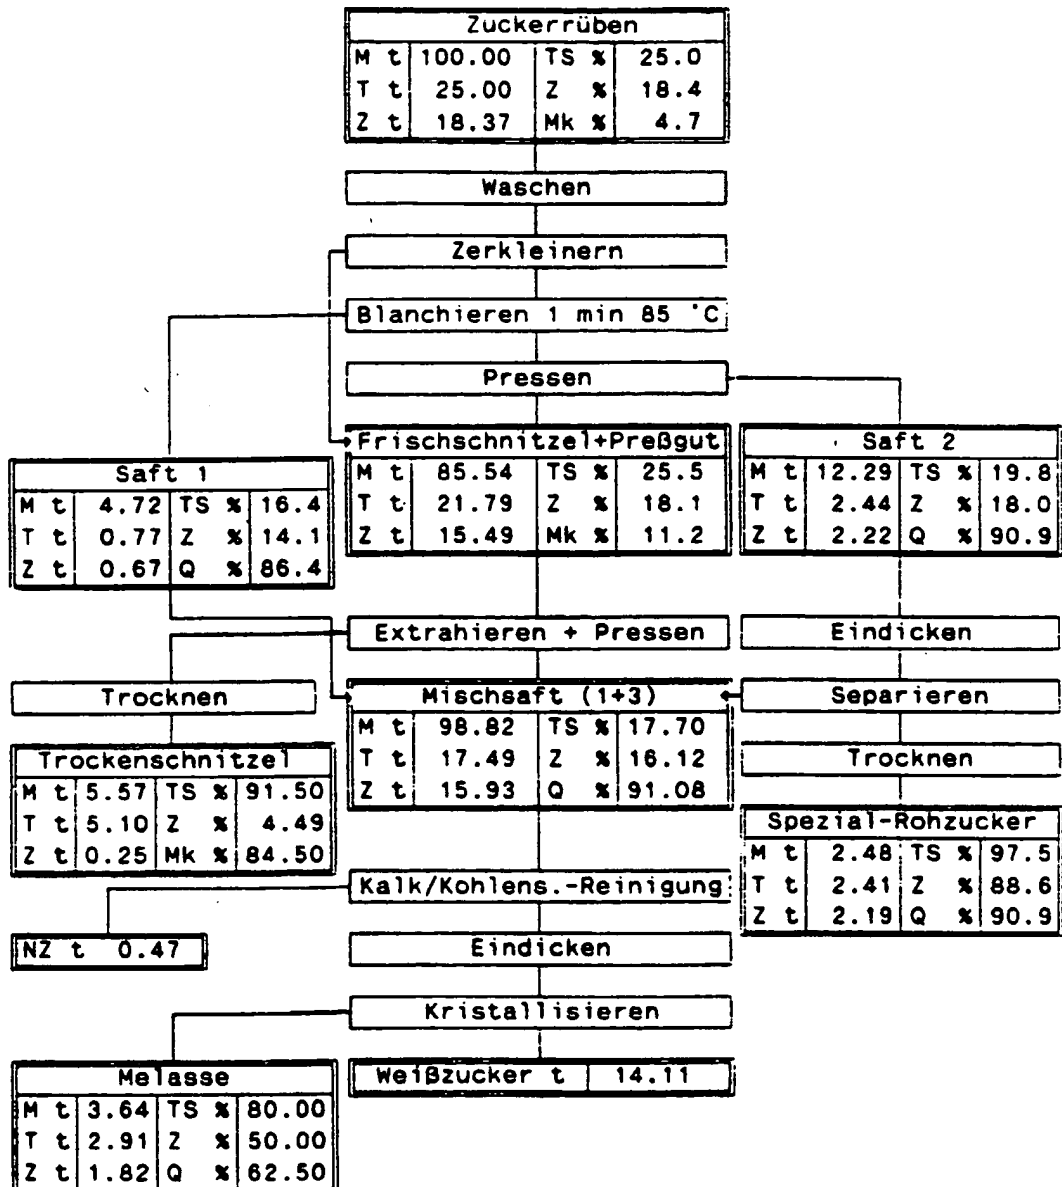 Zuckerrüben
M t 100.00 TS % 25.0
T t 25.00 Z % 18.4
Z t 18.37 Mk % 4.7
Waschen
Zerkleinern
Blanchieren 1 min 85 °C
Pressen
Frischschnitzel+Preßgut
M t 85.54 TS % 25.5
T t 21.79 Z % 18.1
Z t 15.49 Mk % 11.2
Saft 2
M t 12.29 TS % 19.8
T t 2.44 Z % 18.0
Z t 2.22 Q % 90.9
Saft 1
M t 4.72 TS % 16.4
T t 0.77 Z % 14.1
Z t 0.67 Q % 86.4
Extrahieren + Pressen
Eindicken
Trocknen
Mischsaft (1+3)
M t 98.82 TS % 17.70
T t 17.49 Z % 16.12
Z t 15.93 Q % 91.08
Separieren
Trocknen
Trockenschnitzel
M t 5.57 TS % 91.50
T t 5.10 Z % 4.49
Z t 0.25 Mk % 84.50
Spezial-Rohzucker
M t 2.48 TS % 97.5
T t 2.41 Z % 88.6
Z t 2.19 Q % 90.9
Kalk/Kohlens.-Reinigung
NZ t 0.47
Eindicken
Kristallisieren
Weißzucker t 14.11
Melasse
M t 3.64 TS % 80.00
T t 2.91 Z % 50.00
Z t 1.82 Q % 62.50